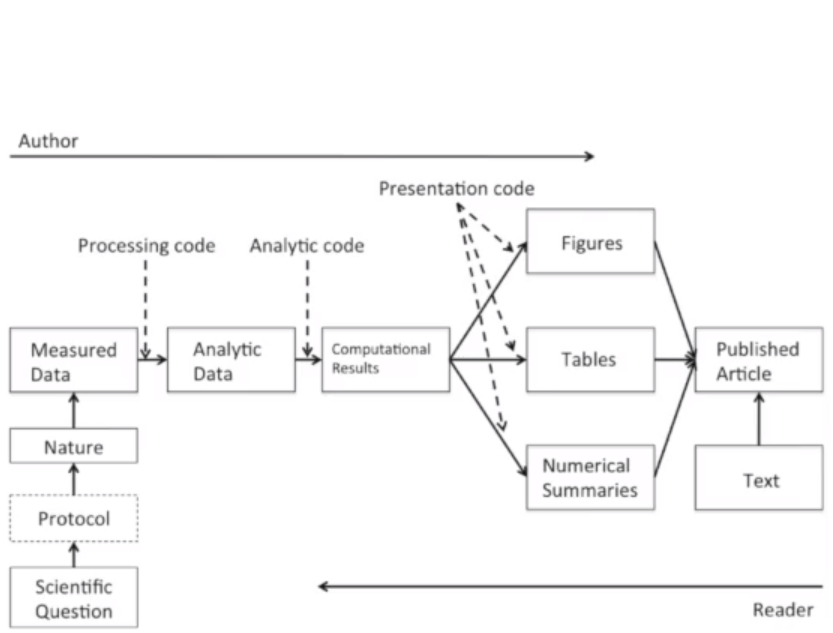 Author
Presentation code
Processing code
Analytic code
Figures
Measured
Data
Analytic
Data
Computational
Results
Tables
Published
Article
Nature
Numerical
Summaries
Text
Protocol
Scientific
Question
Reader